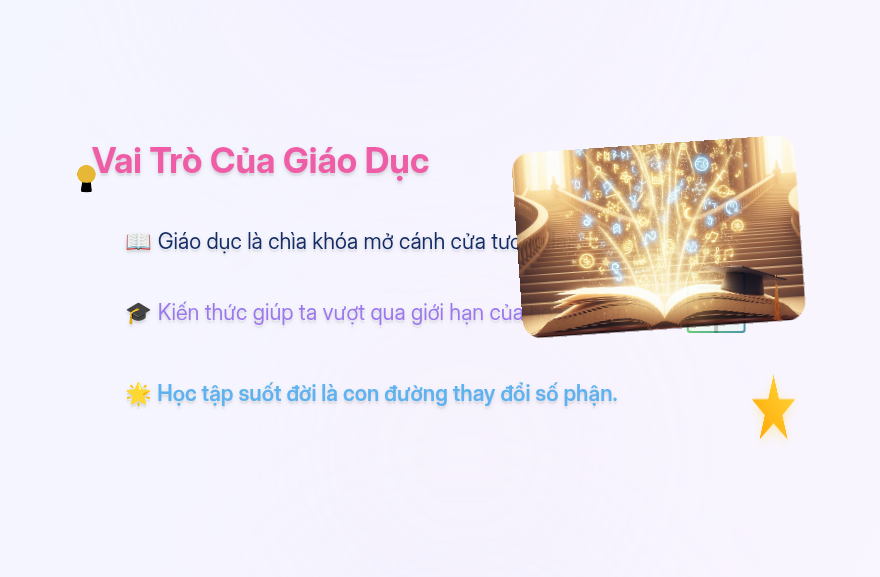 Vai Trò Của Giáo Dục
📖 Giáo dục là chìa khóa mở cánh cửa
🎓 Kiến thức giúp ta vượt qua giới hạn của
🌟 Học tập suốt đời là con đường thay đổi số phận.